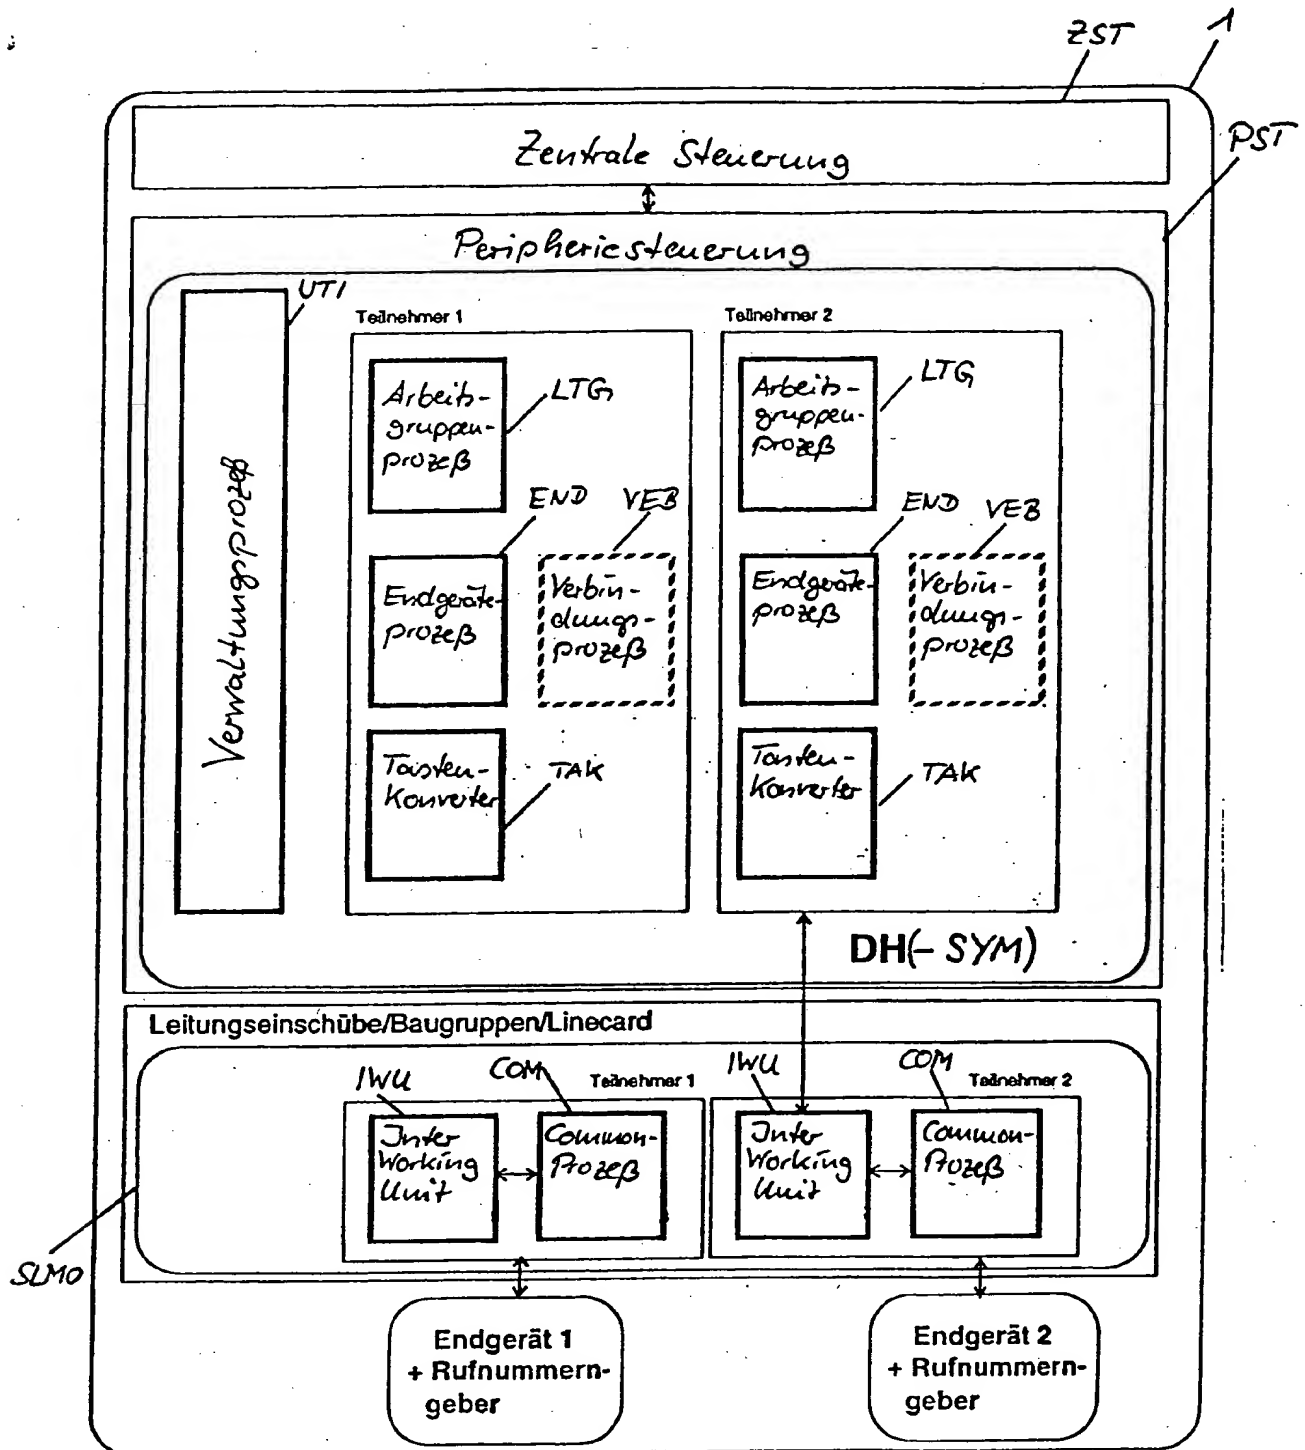 ZST
1
Zentrale Steuerung
PST
Peripheriesteuerung
UTI
Verwaltungsprozeß
Teilnehmer 1
Arbeits-
gruppen-
prozeß
LTG
END
VEB
Endgeräte-
prozeß
Verbin-
dungs-
prozeß
Tasten-
Konverter
TAK
Teilnehmer 2
Arbeits-
gruppen-
prozeß
LTG
END
VEB
Endgeräte-
prozeß
Verbin-
dungs-
prozeß
Tasten-
Konverter
TAK
DH(-SYM)
Leitungseinschübe/Baugruppen/Linecard
IWU
COM
Teilnehmer 1
Inter
Working
Unit
Common-
Prozeß
IWU
COM
Teilnehmer 2
Inter
Working
Unit
Common-
Prozeß
SLMO
Endgerät 1
+ Rufnummern-
geber
Endgerät 2
+ Rufnummern-
geber